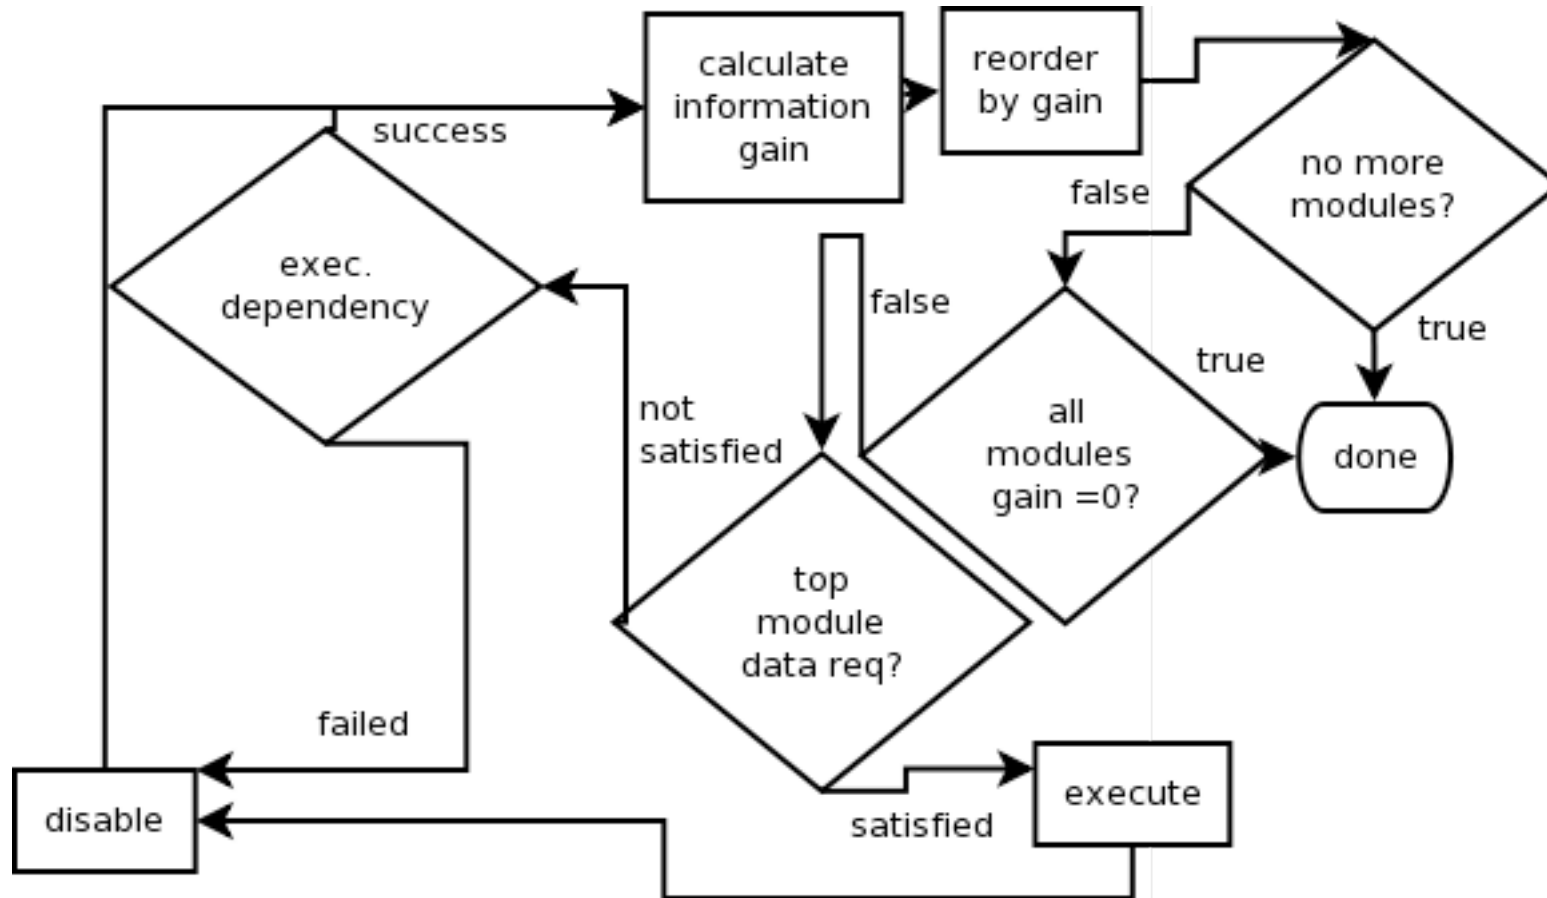 calculate
information
gain
reorder
by gain
no more
modules?
success
false
exec.
dependency
false
true
true
not
satisfied
all
modules
gain =0?
done
top
module
data req?
failed
disable
execute
satisfied